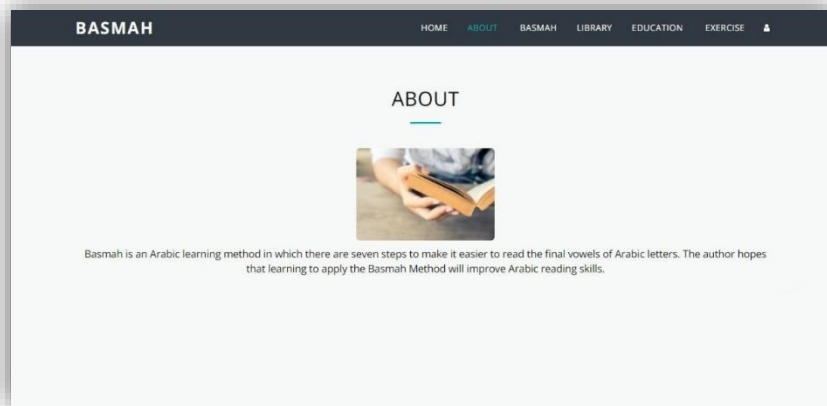 BASMAH
HOME ABOUT BASMAH LIBRARY EDUCATION EXERCISE
ABOUT
Basmah is an Arabic learning method in which there are seven steps to make it easier to read the final vowels of Arabic letters. The author hopes
that learning to apply the Basmah Method will improve Arabic reading skills.